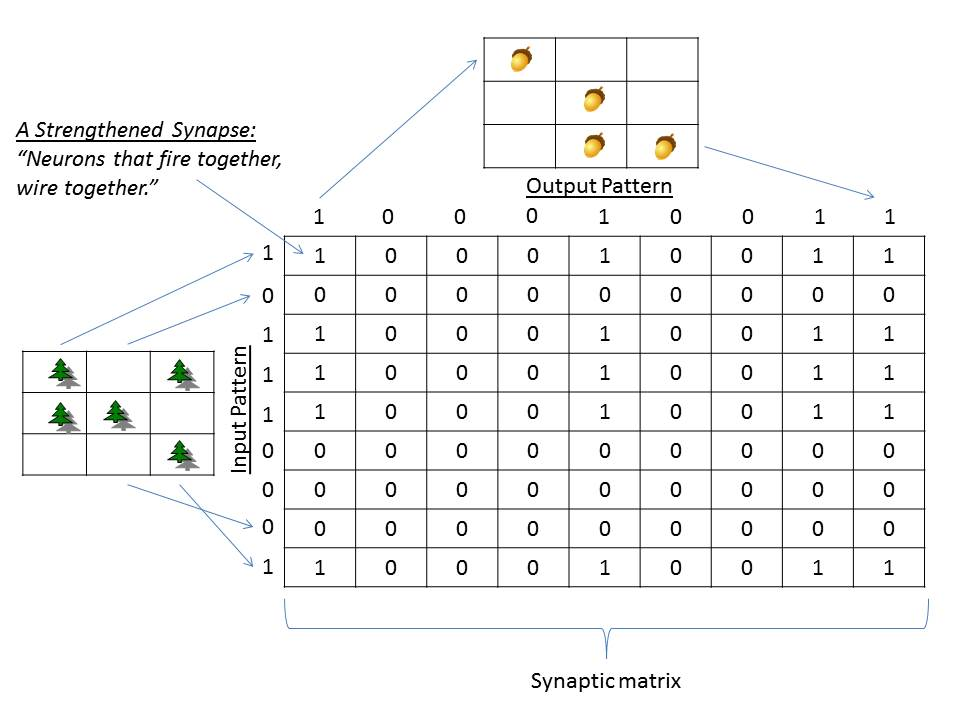 A Strengthened Synapse:
“Neurons that fire together,
wire together.”
Output Pattern
1 0 0 0 1 0 0 1 1
1 1 0 0 0 1 0 0 1 1
0 0 0 0 0 0 0 0 0 0
1 1 0 0 0 1 0 0 1 1
1 1 0 0 0 1 0 0 1 1
1 1 0 0 0 1 0 0 1 1
0 0 0 0 0 0 0 0 0 0
0 0 0 0 0 0 0 0 0 0
0 0 0 0 0 0 0 0 0 0
1 1 0 0 0 1 0 0 1 1
Input Pattern
Synaptic matrix